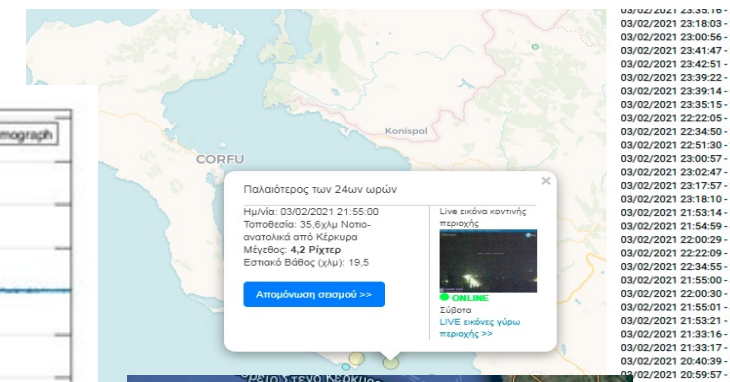 mograph
CORFU
Konispol
Παλαιότερος των 24ων ωρών
×
Ημ/νία: 03/02/2021 21:55:00
Τοποθεσία: 35,6χλμ Νοτιο-
ανατολικά από Κέρκυρα
Μέγεθος: 4,2 Ρίχτερ
Εστιακό Βάθος (χλμ): 19,5
Απομόνωση σεισμού >>
Live εικόνα κοντινής
περιοχής
ONLINE
Σύβοτα
LIVE εικόνες γύρω
περιοχής >>
ρειο Στενό Κέρκυρ
03/02/2021 23:35:16 -
03/02/2021 23:18:03 -
03/02/2021 23:00:56 -
03/02/2021 23:41:47 -
03/02/2021 23:42:51 -
03/02/2021 23:39:22 -
03/02/2021 23:39:14 -
03/02/2021 23:35:15 -
03/02/2021 22:22:05 -
03/02/2021 22:34:50 -
03/02/2021 22:51:30 -
03/02/2021 23:00:57 -
03/02/2021 23:02:47 -
03/02/2021 23:17:57 -
03/02/2021 23:18:10 -
03/02/2021 21:53:14 -
03/02/2021 21:54:59 -
03/02/2021 22:00:29 -
03/02/2021 22:22:09 -
03/02/2021 22:34:55 -
03/02/2021 21:55:00 -
03/02/2021 22:00:30 -
03/02/2021 21:55:01 -
03/02/2021 21:53:21 -
03/02/2021 21:33:16 -
03/02/2021 21:33:17 -
03/02/2021 20:40:39 -
03/02/2021 20:59:57 -